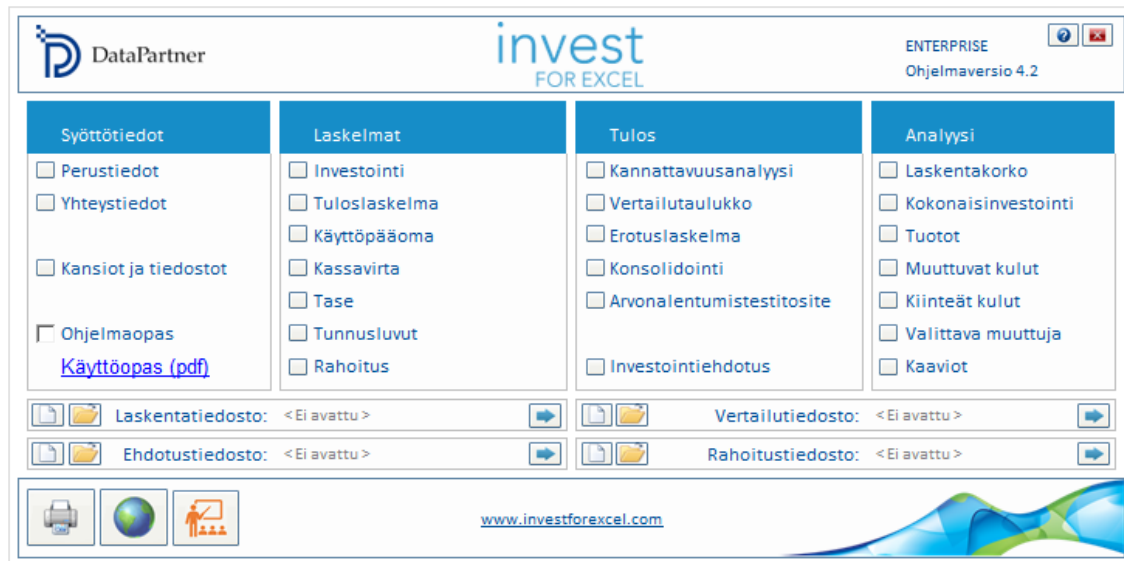 DataPartner
invest
FOR EXCEL
ENTERPRISE
Ohjelmaversio 4.2
Syöttötiedot
Perustiedot
Yhteystiedot
Kansiot ja tiedostot
Ohjelmaopas
Käyttöopas (pdf)
Laskelmat
Investointi
Tuloslaskelma
Käyttöpääoma
Kassavirta
Tase
Tunnusluvut
Rahoitus
Tulos
Kannattavuusanalyysi
Vertailutaulukko
Erotuslaskelma
Konsolidointi
Arvonalentumistestitosite
Investointiehdotus
Analyysi
Laskentakorko
Kokonaisinvestointi
Tuotot
Muuttuvat kulut
Kiinteät kulut
Valittava muuttuja
Kaaviot
Laskentatiedosto: <Ei avattu>
Vertailutiedosto: <Ei avattu>
Ehdotustiedosto: <Ei avattu>
Rahoitustiedosto: <Ei avattu>
www.investforexcel.com